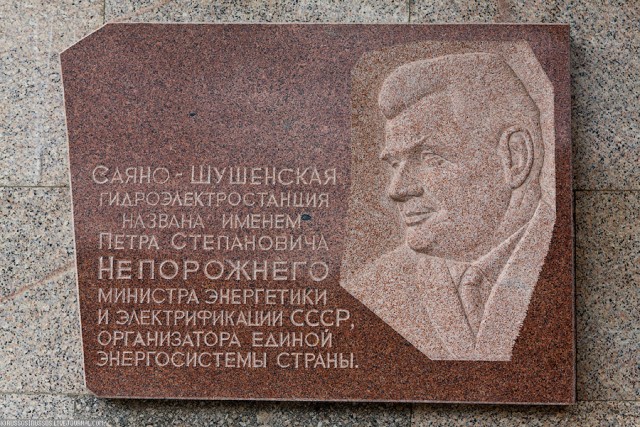 Саяно-Шушенская
гидроэлектростанция
названа именем
Петра Степановича
Непорожнего
министра энергетики
и электрификации СССР,
организатора единой
энергосистемы страны.